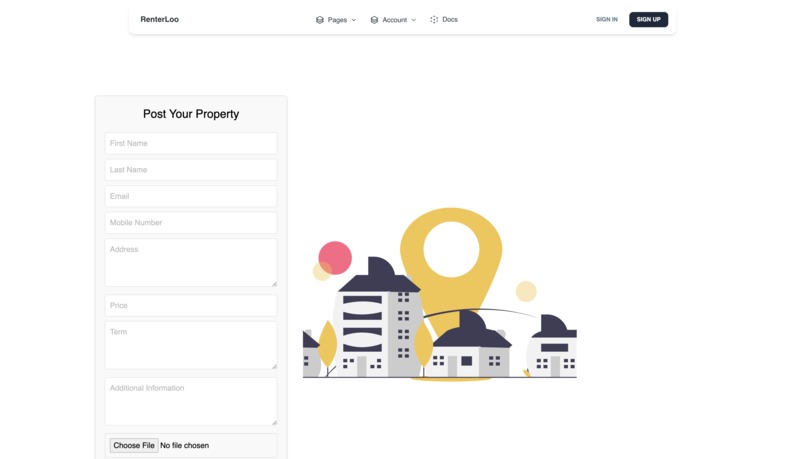 RenterLoo
Pages
Account
Docs
SIGN IN
SIGN UP
Post Your Property
First Name
Last Name
Email
Mobile Number
Address
Price
Term
Additional Information
Choose File No file chosen